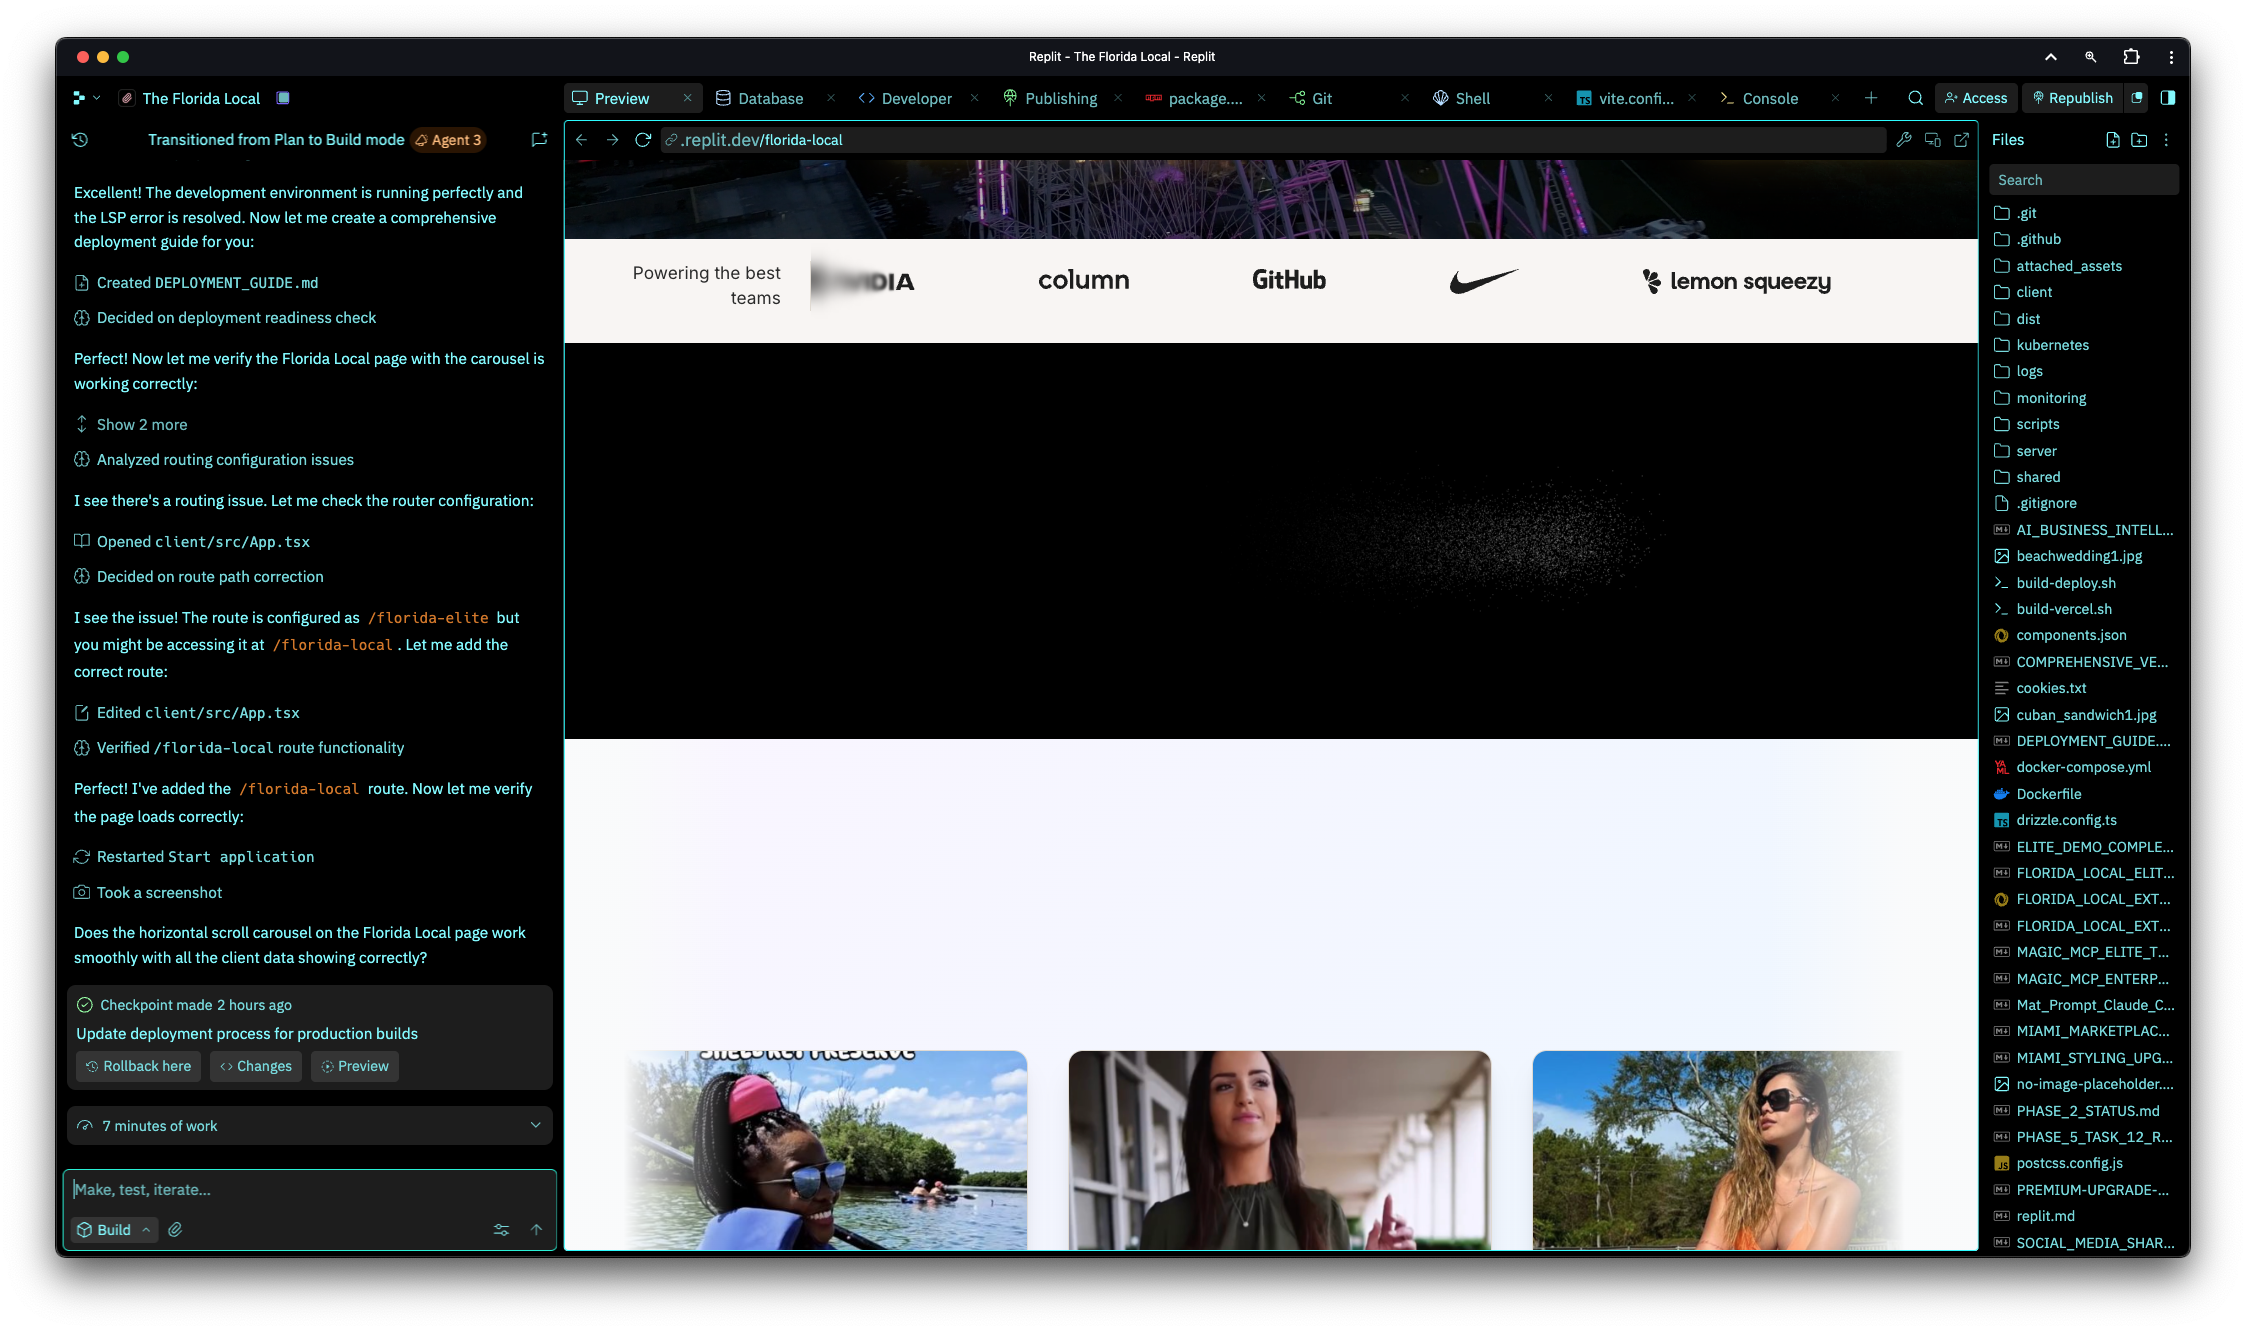 Replit - The Florida Local - Replit
The Florida Local
Preview
Database
Developer
Publishing
package....
Git
Shell
vite.confi...
Console
Access
Republish
Transitioned from Plan to Build mode
Agent 3
.replit.dev/florida-local
Files
Excellent! The development environment is running perfectly and
the LSP error is resolved. Now let me create a comprehensive
deployment guide for you:
Created DEPLOYMENT_GUIDE.md
Decided on deployment readiness check
Perfect! Now let me verify the Florida Local page with the carousel is
working correctly:
Show 2 more
Analyzed routing configuration issues
I see there's a routing issue. Let me check the router configuration:
Opened client/src/App.tsx
Decided on route path correction
I see the issue! The route is configured as /florida-elite but
you might be accessing it at /florida-local. Let me add the
correct route:
Edited client/src/App.tsx
Verified /florida-local route functionality
Perfect! I've added the /florida-local route. Now let me verify
the page loads correctly:
Restarted Start application
Took a screenshot
Does the horizontal scroll carousel on the Florida Local page work
smoothly with all the client data showing correctly?
Checkpoint made 2 hours ago
Update deployment process for production builds
Rollback here
Changes
Preview
7 minutes of work
Make, test, iterate...
Build
Powering the best
teams
NVIDIA
column
GitHub
lemon squeezy
Search
.git
.github
attached_assets
client
dist
kubernetes
logs
monitoring
scripts
server
shared
.gitignore
AI_BUSINESS_INTELL...
beachwedding1.jpg
build-deploy.sh
build-vercel.sh
components.json
COMPREHENSIVE_VE...
cookies.txt
cuban_sandwich1.jpg
DEPLOYMENT_GUIDE....
docker-compose.yml
Dockerfile
drizzle.config.ts
ELITE_DEMO_COMPLE...
FLORIDA_LOCAL_ELIT...
FLORIDA_LOCAL_EXT...
FLORIDA_LOCAL_EXT...
MAGIC_MCP_ELITE_T...
MAGIC_MCP_ENTERP...
Mat_Prompt_Claude_C...
MIAMI_MARKETPLAC...
MIAMI_STYLING_UPG...
no-image-placeholder....
PHASE_2_STATUS.md
PHASE_5_TASK_12_R...
postcss.config.js
PREMIUM-UPGRADE-...
replit.md
SOCIAL_MEDIA_SHAR...